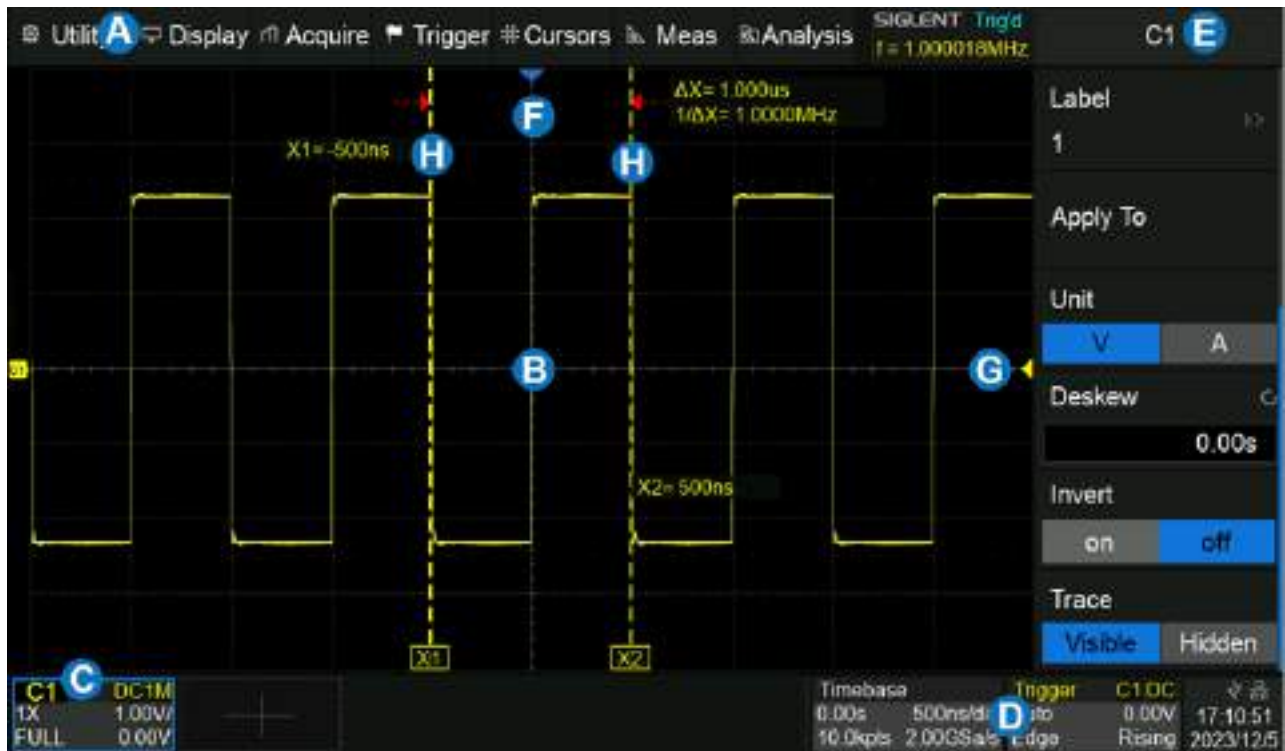 Utility Display Acquire Trigger Cursors Meas Analysis
SIGLENT Trig'd
f = 1.000018MHz
C1
A
E
F
ΔX= 1.000us
1/ΔX= 1.0000MHz
X1=-500ns
H
H
Label
1
Apply To
Unit
V A
B
G
Deskew
0.00s
X2= 500ns
Invert
on off
Trace
Visible Hidden
X1 X2
C1 C DC1M
1X 1.00V/
FULL 0.00V
Timebase
0.00s
10.0kpts 2.00GSa/s
D
Trigger C1 DC
0.00V
Edge Rising
17:10:51
2023/12/5